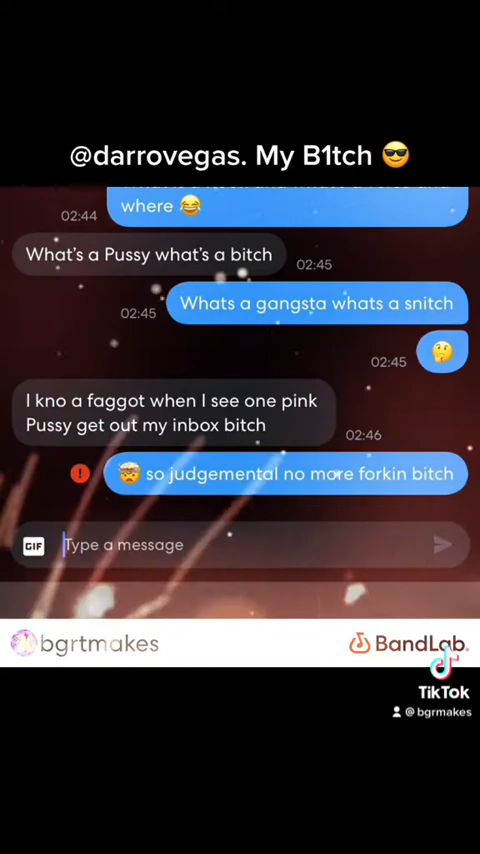 @darrovegas. My B1tch 😎
where 😂
02:44
What's a Pussy what's a bitch
02:45
Whats a gangsta whats a snitch
02:45
🤔
02:45
I kno a faggot when I see one pink
Pussy get out my inbox bitch
02:46
🤯 so judgemental no more forkin bitch
GIF
Type a message
bgrtmakes
BandLab.
TikTok
@bgrmakes